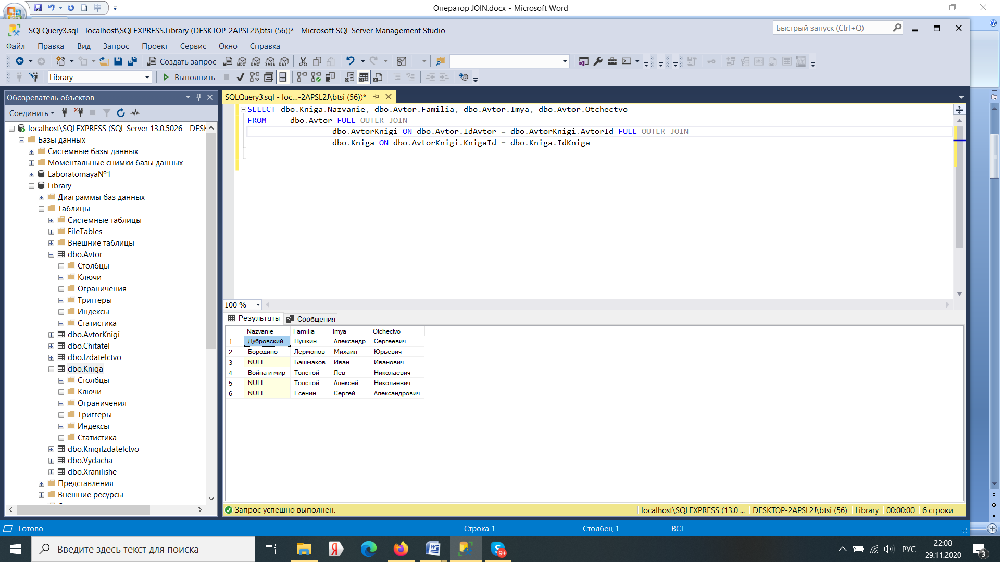 Оператор JOIN.docx - Microsoft Word
SQLQuery3.sql - localhost\SQLEXPRESS.Library (DESKTOP-2APSL2J\btsi (56))* - Microsoft SQL Server Management Studio
Быстрый запуск (Ctrl+Q)
Файл Правка Вид Запрос Проект Сервис Окно Справка
Создать запрос
MDX DMX XMLA DAX
Library
Выполнить
Обозреватель объектов
Соединить
localhost\SQLEXPRESS (SQL Server 13.0.5026 - DESK
Базы данных
Системные базы данных
Моментальные снимки базы данных
Laboratornaya№1
Library
Диаграммы баз данных
Таблицы
Системные таблицы
FileTables
Внешние таблицы
dbo.Avtor
Столбцы
Ключи
Ограничения
Триггеры
Индексы
Статистика
dbo.AvtorKnigi
dbo.Chitatel
dbo.Izdatelctvo
dbo.Kniga
Столбцы
Ключи
Ограничения
Триггеры
Индексы
Статистика
dbo.KnigiIzdatelctvo
dbo.Vydacha
dbo.Xranilishe
Представления
Внешние ресурсы
SQLQuery3.sql - loc...-2APSL2J\btsi (56))*
SELECT dbo.Kniga.Nazvanie, dbo.Avtor.Familia, dbo.Avtor.Imya, dbo.Avtor.Otchectvo
FROM dbo.Avtor FULL OUTER JOIN
dbo.AvtorKnigi ON dbo.Avtor.IdAvtor = dbo.AvtorKnigi.AvtorId FULL OUTER JOIN
dbo.Kniga ON dbo.AvtorKnigi.KnigaId = dbo.Kniga.IdKniga
100 %
Результаты Сообщения
Nazvanie Familia Imya Otchectvo
1 Дубровский Пушкин Александр Сергеевич
2 Бородино Лермонов Михаил Юрьевич
3 NULL Башмаков Иван Иванович
4 Война и мир Толстой Лев Николаевич
5 NULL Толстой Алексей Николаевич
6 NULL Есенин Сергей Александрович
Запрос успешно выполнен.
localhost\SQLEXPRESS (13.0 ... DESKTOP-2APSL2J\btsi (56) Library 00:00:00 6 строки
Готово
Строка 1 Столбец 1 ВСТ
Введите здесь текст для поиска
9+
РУС
22:08
29.11.2020
3